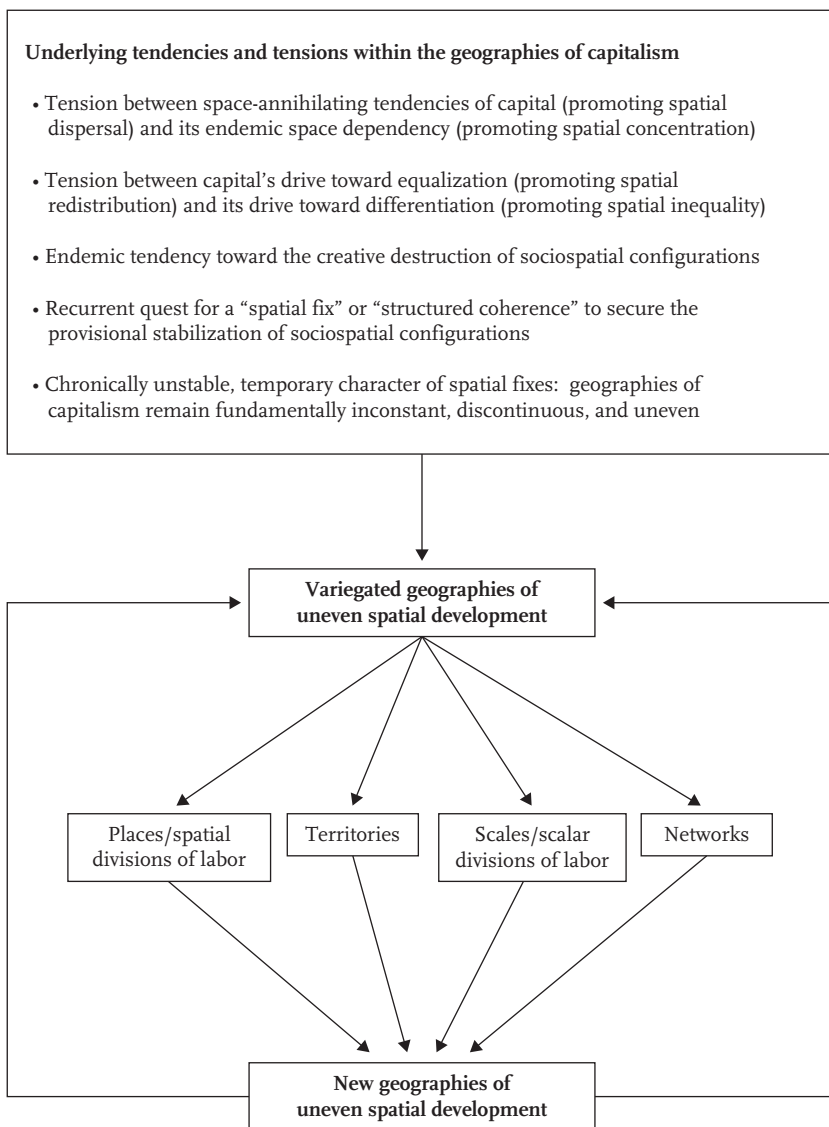 Underlying tendencies and tensions within the geographies of capitalism
• Tension between space-annihilating tendencies of capital (promoting spatial
dispersal) and its endemic space dependency (promoting spatial concentration)
• Tension between capital’s drive toward equalization (promoting spatial
redistribution) and its drive toward differentiation (promoting spatial inequality)
• Endemic tendency toward the creative destruction of sociospatial configurations
• Recurrent quest for a “spatial fix” or “structured coherence” to secure the
provisional stabilization of sociospatial configurations
• Chronically unstable, temporary character of spatial fixes: geographies of
capitalism remain fundamentally inconstant, discontinuous, and uneven
Variegated geographies of
uneven spatial development
Places/spatial
divisions of labor
Territories
Scales/scalar
divisions of labor
Networks
New geographies of
uneven spatial development